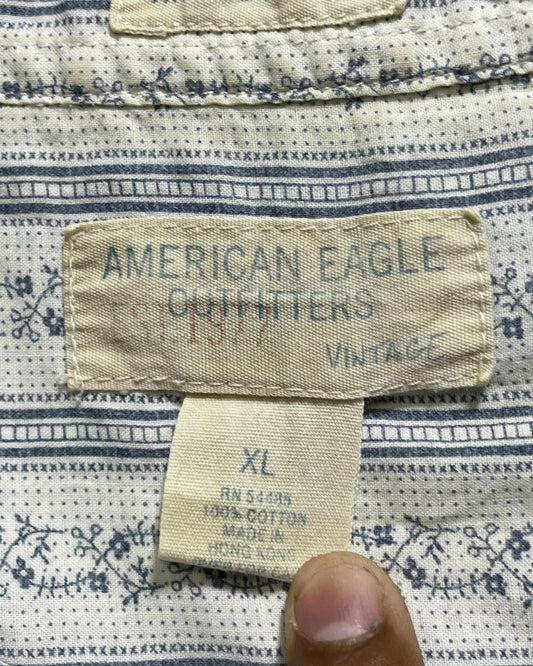 AMERICAN EAGLE
OUTFITTERS
EST. 1977
VINTAGE
XL
RN 54485
100% COTTON
MADE IN
HONG KONG